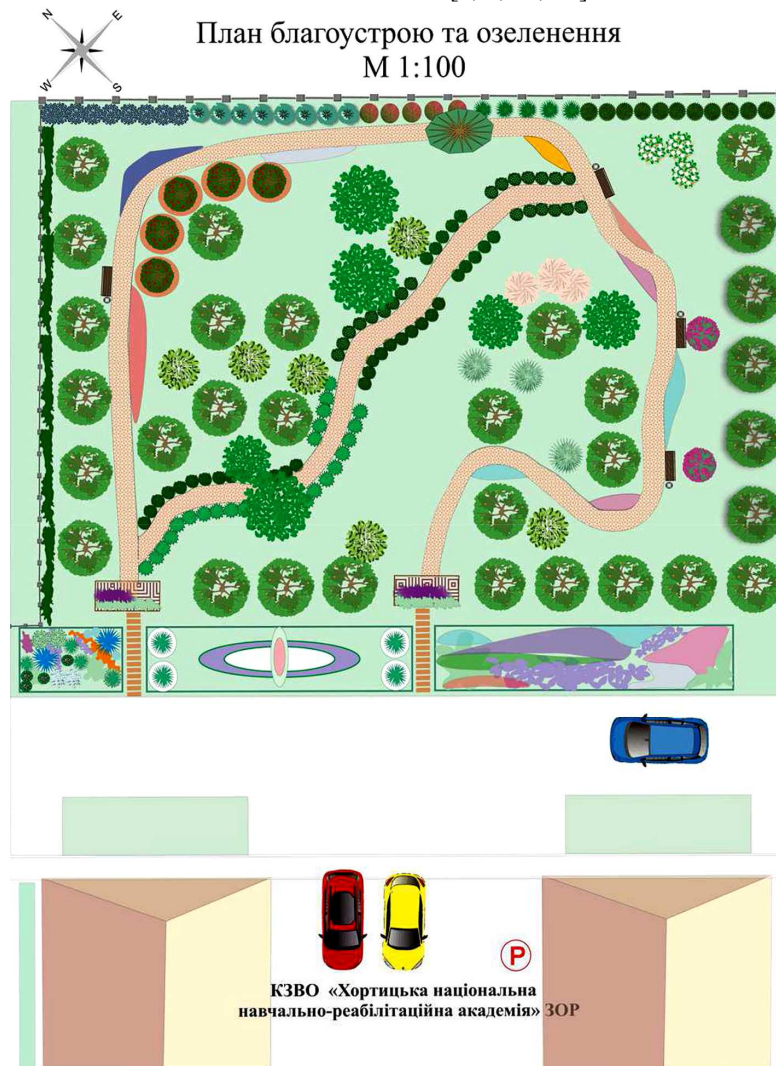 План благоустрою та озеленення
М 1:100
N
E
W
S
P
КЗВО «Хортицька національна
навчально-реабілітаційна академія» ЗОР